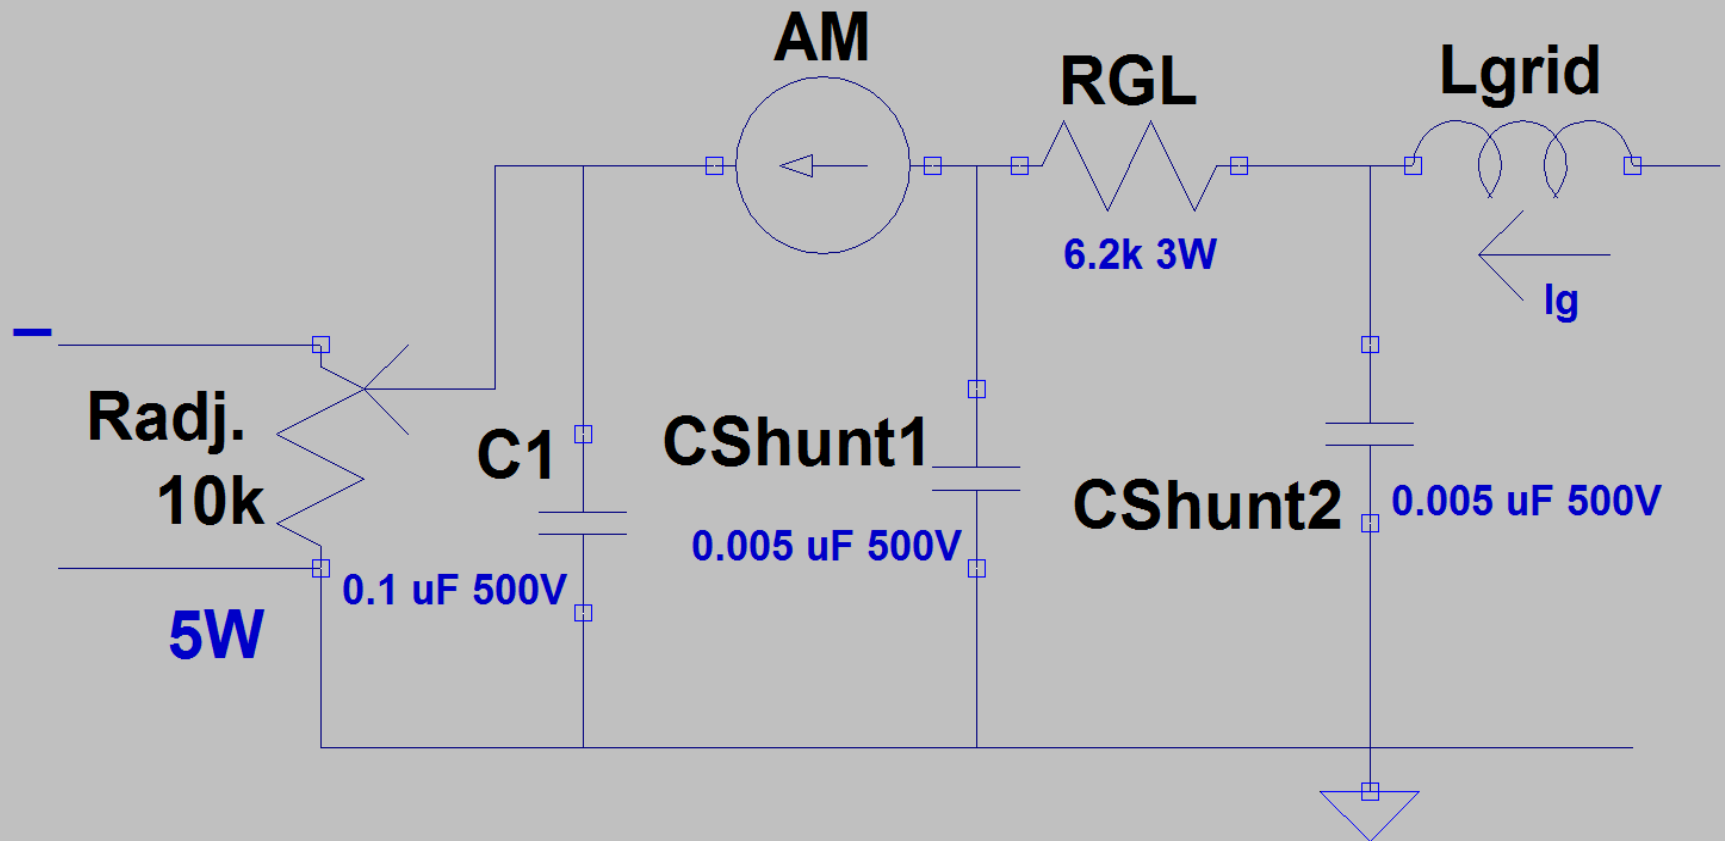 AM
RGL
Lgrid
6.2k 3W
Ig
–
Radj.
10k
C1
CShunt1
CShunt2
0.005 uF 500V
0.005 uF 500V
0.1 uF 500V
5W